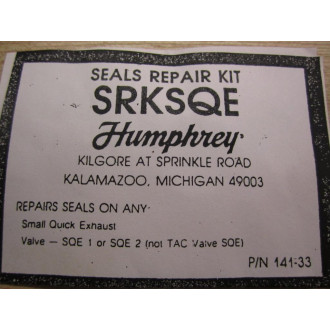 SEALS REPAIR KIT
SRKSQE
Humphrey®
KILGORE AT SPRINKLE ROAD
KALAMAZOO, MICHIGAN 49003
REPAIRS SEALS ON ANY:
Small Quick Exhaust
Valve — SQE 1 or SQE 2 (not TAC Valve SQE)
P/N 141-33